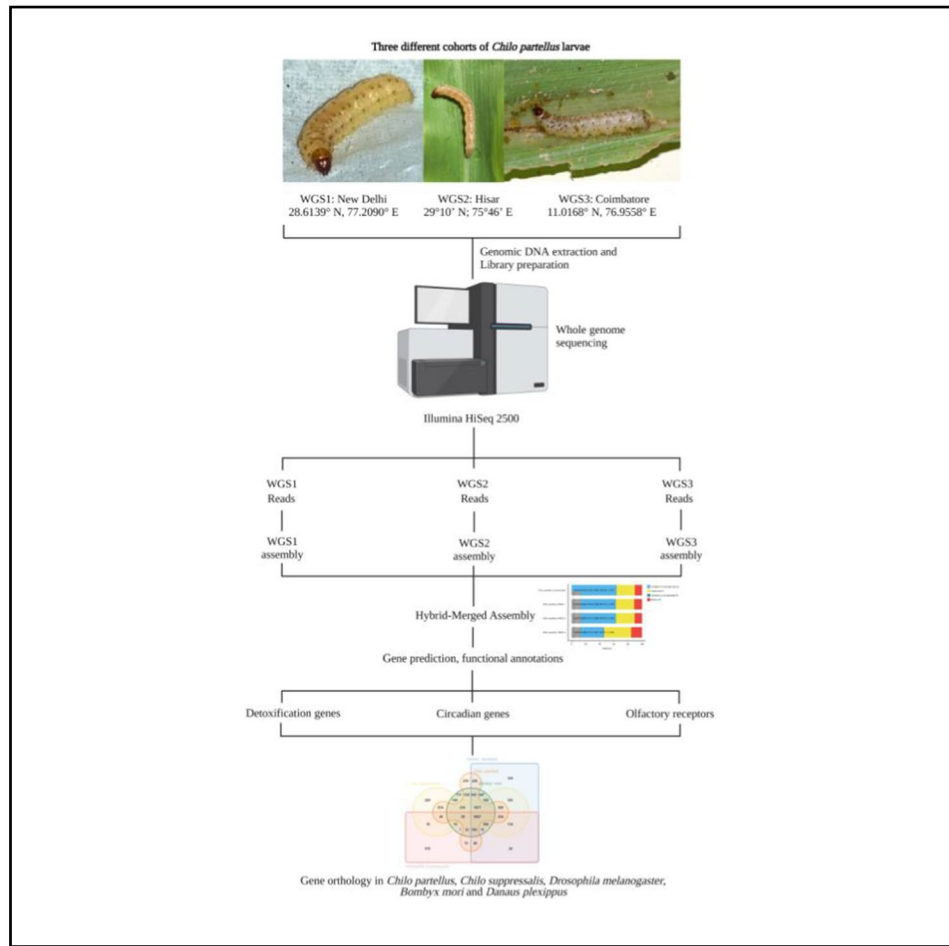 Three different cohorts of Chilo partellus larvae
WGS1: New Delhi
28.6139° N, 77.2090° E
WGS2: Hisar
29°10’ N; 75°46’ E
WGS3: Coimbatore
11.0168° N, 76.9558° E
Genomic DNA extraction and
Library preparation
Whole genome
sequencing
Illumina HiSeq 2500
WGS1
Reads
WGS2
Reads
WGS3
Reads
WGS1
assembly
WGS2
assembly
WGS3
assembly
Hybrid-Merged Assembly
Gene prediction, functional annotations
Detoxification genes
Circadian genes
Olfactory receptors
Gene orthology in Chilo partellus, Chilo suppressalis, Drosophila melanogaster,
Bombyx mori and Danaus plexippus